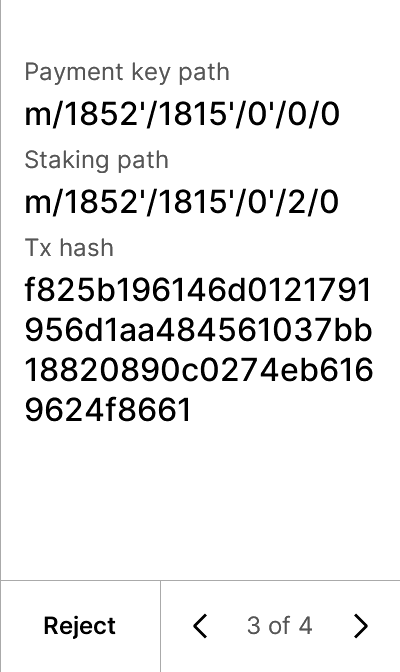 Payment key path
m/1852'/1815'/0'/0/0
Staking path
m/1852'/1815'/0'/2/0
Tx hash
f825b196146d0121791
956d1aa484561037bb
18820890c0274eb616
9624f8661
Reject
3 of 4